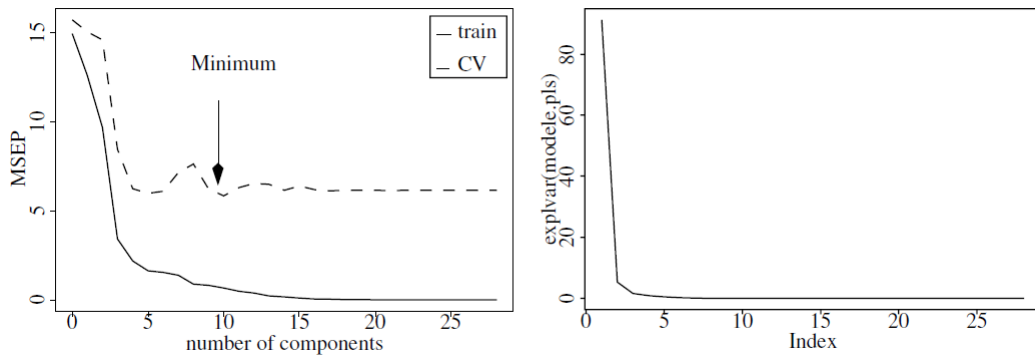 15
10
5
0
MSEP
train
CV
Minimum
0 5 10 15 20 25
number of components
80
60
40
20
0
explvar(modele.pls)
0 5 10 15 20 25
Index